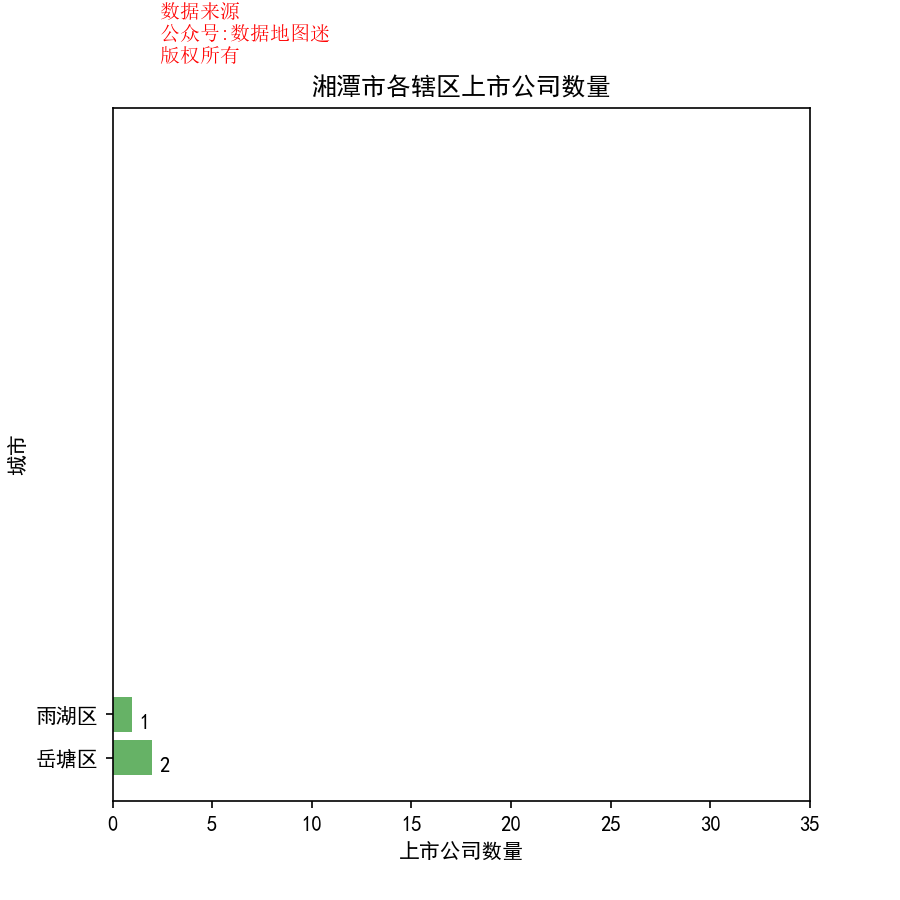 数据来源
公众号:数据地图迷
版权所有
湘潭市各辖区上市公司数量
城市
雨湖区
1
岳塘区
2
0 5 10 15 20 25 30 35
上市公司数量